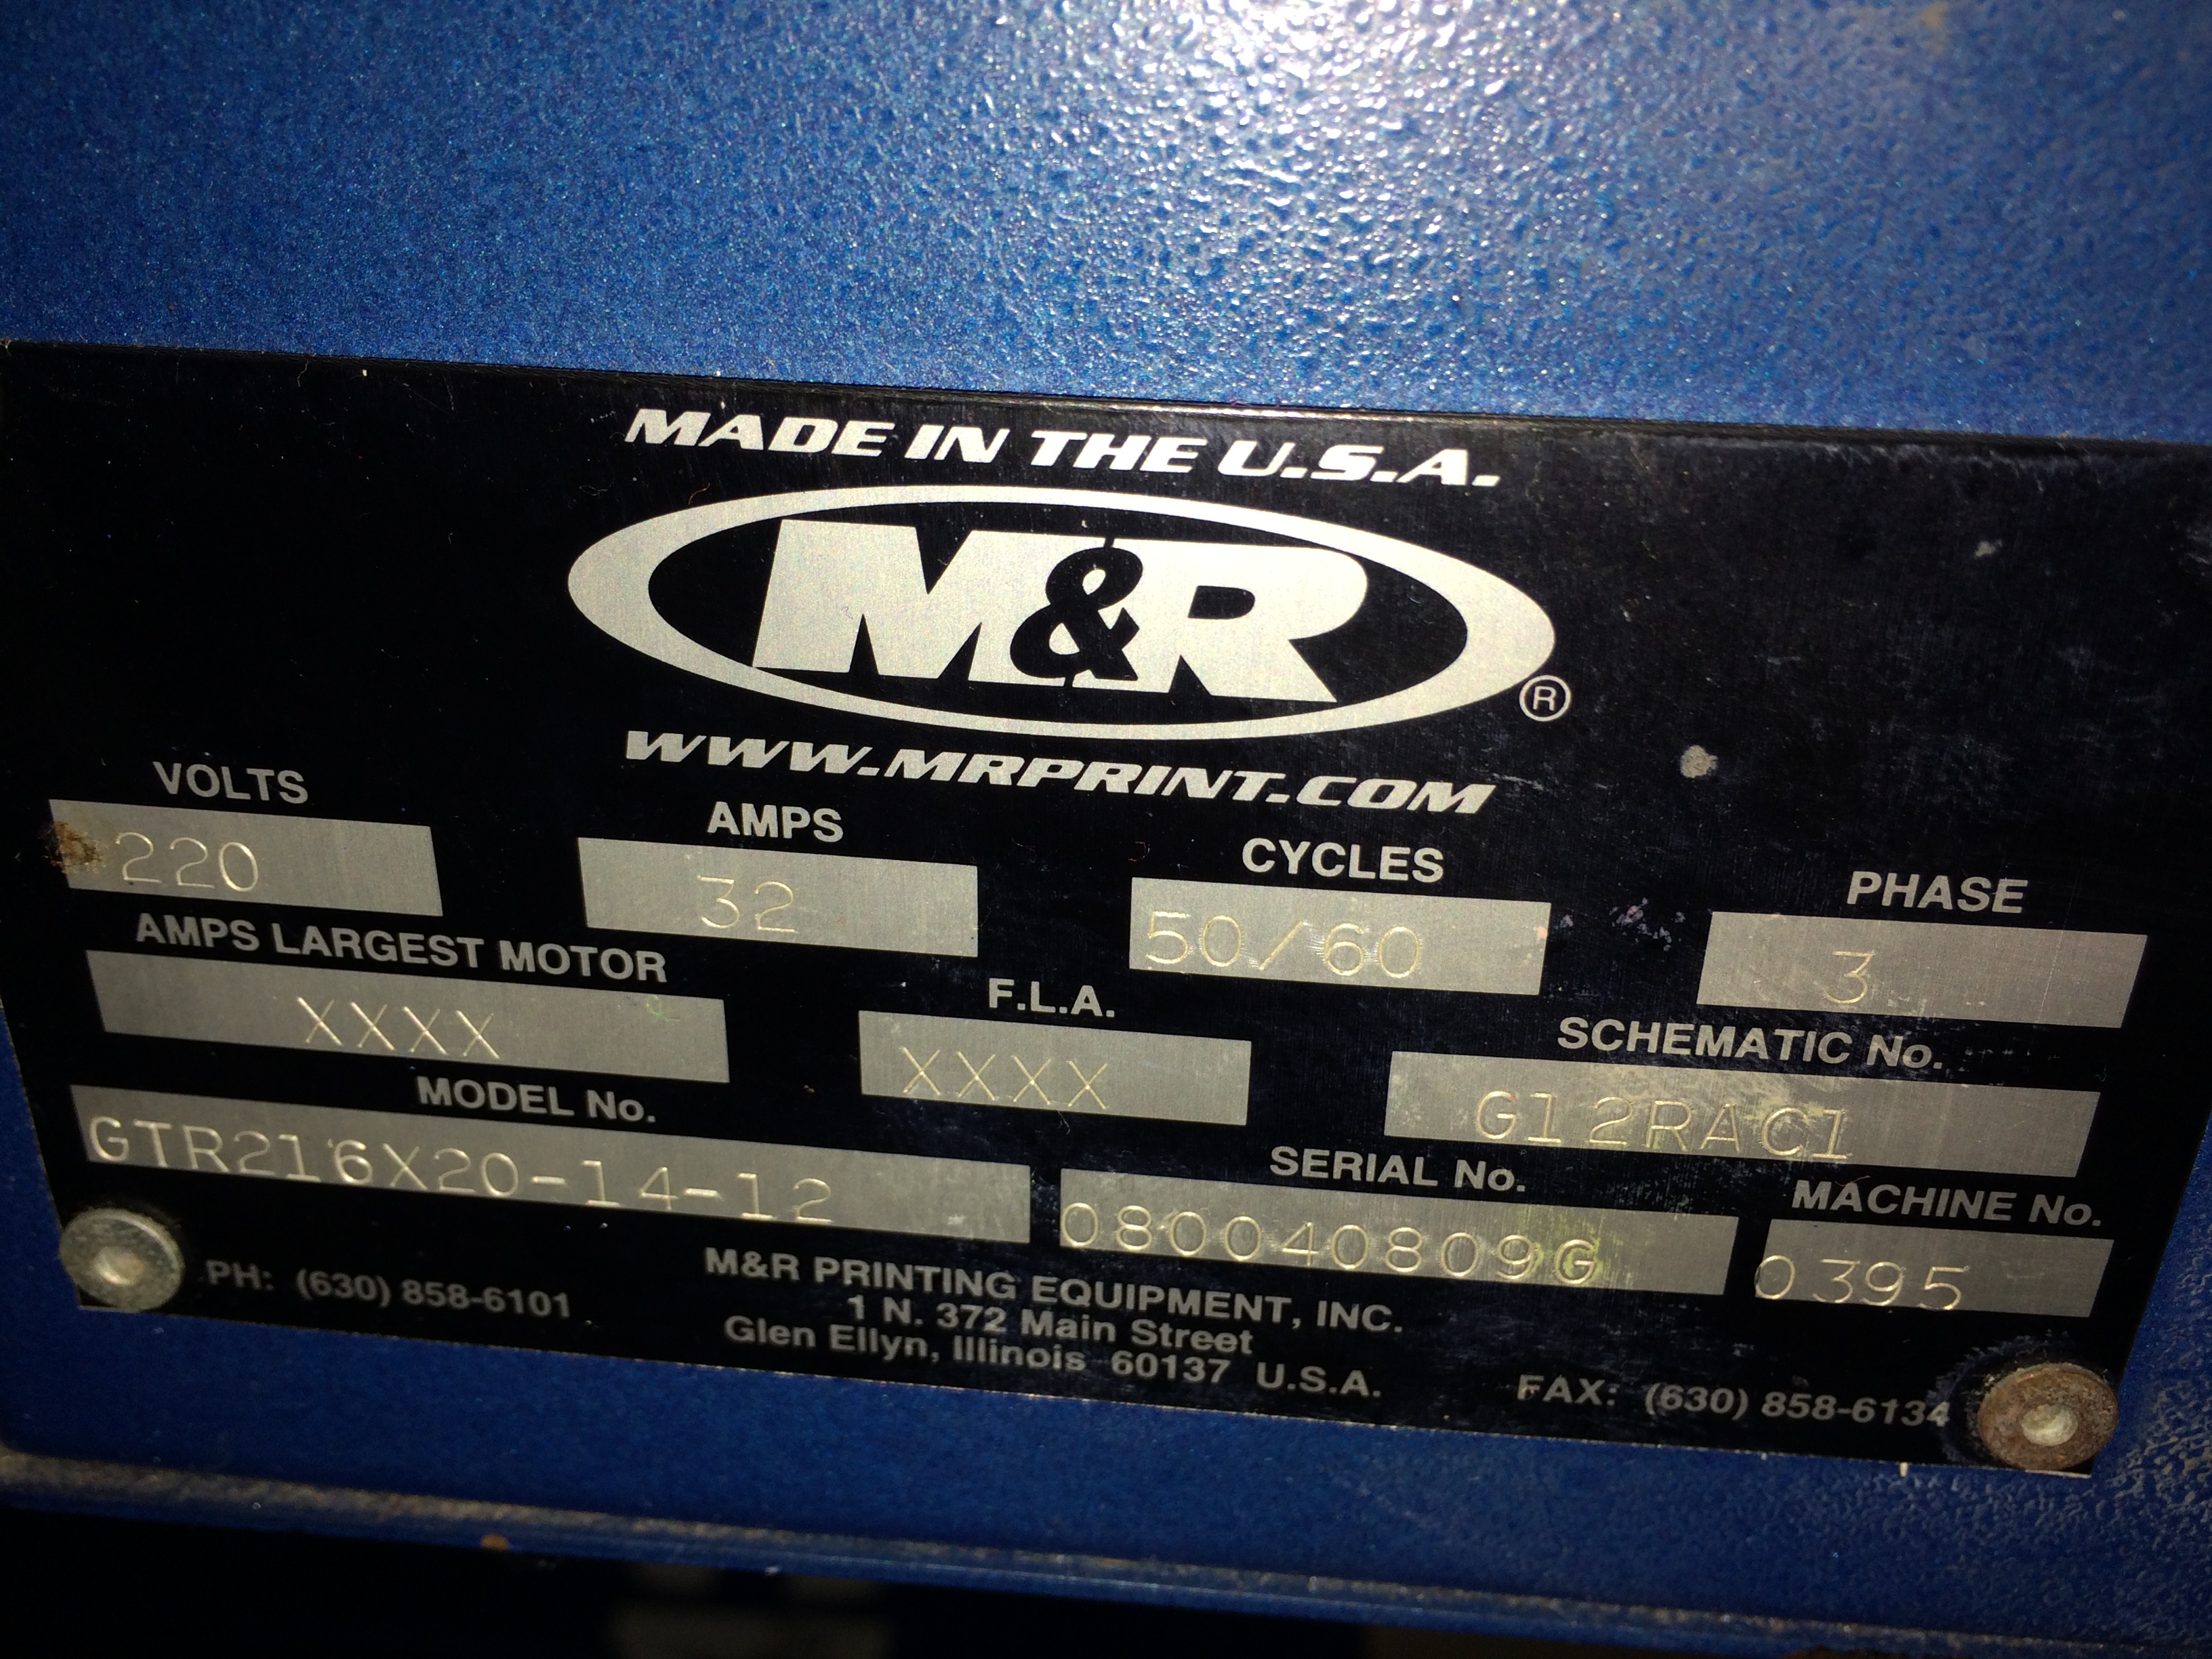 MADE IN THE U.S.A.
M&R ®
WWW.MRPRINT.COM
VOLTS AMPS CYCLES PHASE
220 32 50/60 3
AMPS LARGEST MOTOR F.L.A. SCHEMATIC No.
XXXX XXXX G12RAC1
MODEL No. SERIAL No. MACHINE No.
GTR216X20-14-12 080040809G 0395
M&R PRINTING EQUIPMENT, INC.
1 N. 372 Main Street
Glen Ellyn, Illinois 60137 U.S.A.
PH: (630) 858-6101
FAX: (630) 858-6134